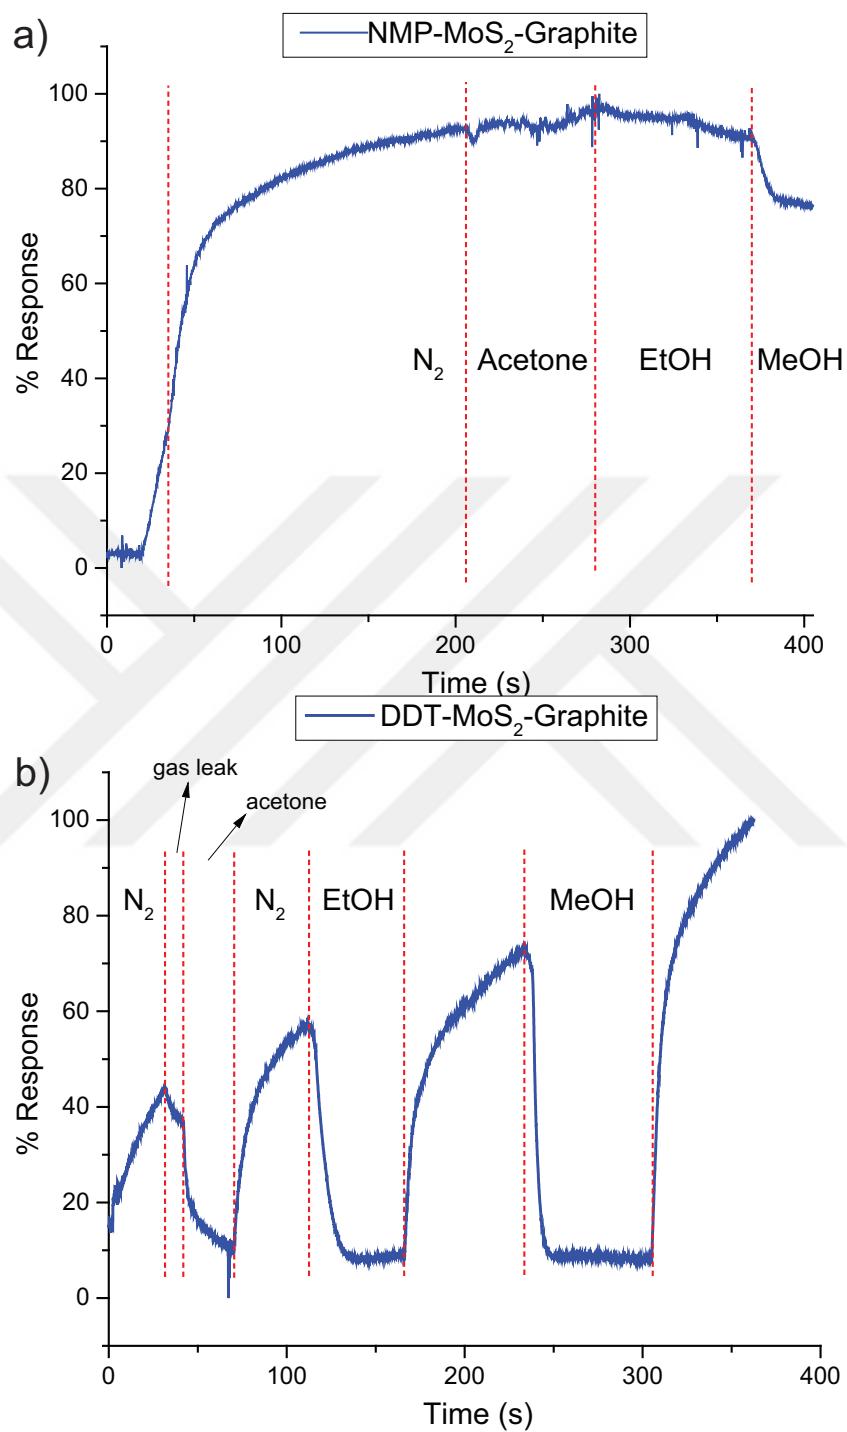 a)
NMP-MoS₂-Graphite
100
80
60
40
20
0
% Response
N₂ Acetone EtOH MeOH
0 100 200 300 400
Time (s)
DDT-MoS₂-Graphite
b)
gas leak
acetone
100
80
60
40
20
0
% Response
N₂ N₂ EtOH MeOH
0 100 200 300 400
Time (s)